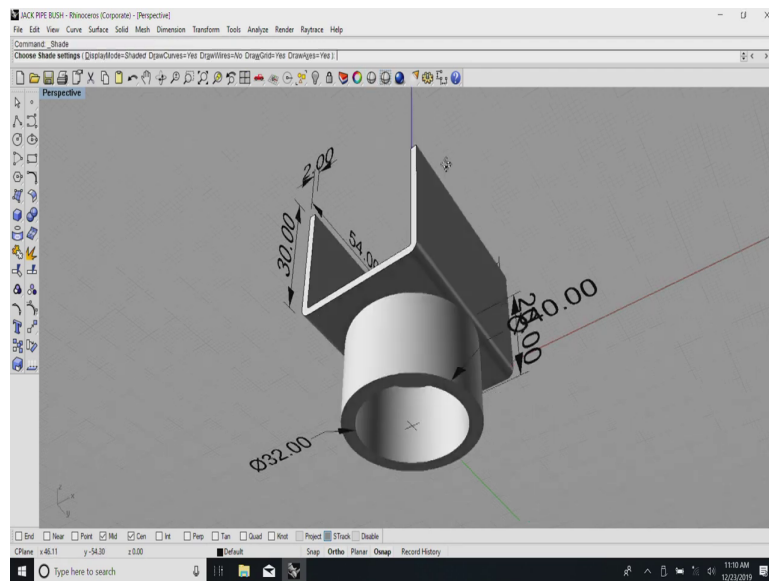 JACK PIPE BUSH - Rhinoceros (Corporate) - [Perspective]
File Edit View Curve Surface Solid Mesh Dimension Transform Tools Analyze Render Raytrace Help
Command: _Shade
Choose Shade settings ( DisplayMode=Shaded DrawCurves=Yes DrawWires=No DrawGrid=Yes DrawAxes=Yes ):
Perspective
2.00
30.00
54.00
Ø40.00
Ø32.00
x
y
End Near Point Mid Cen Int Perp Tan Quad Knot Project STrack Disable
CPlane x 46.11 y -54.30 z 0.00 Default Snap Ortho Planar Osnap Record History
Type here to search
11:10 AM
12/23/2019